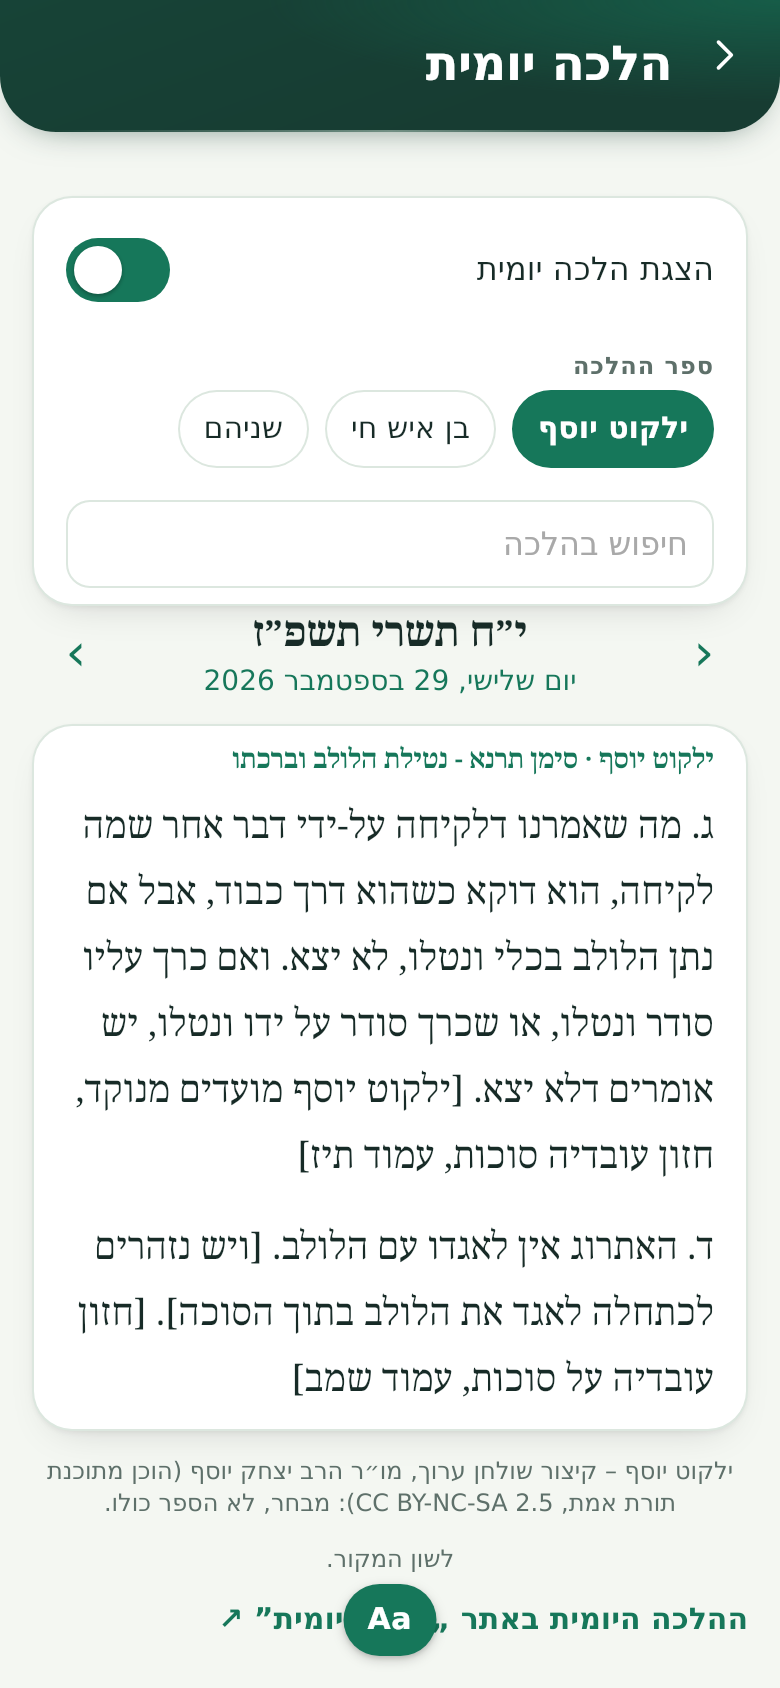 הלכה יומית
הצגת הלכה יומית
ספר ההלכה
ילקוט יוסף
בן איש חי
שניהם
חיפוש בהלכה
י״ח תשרי תשפ״ז
יום שלישי, 29 בספטמבר 2026
ילקוט יוסף · סימן תרנא - נטילת הלולב וברכתו
ג. מה שאמרנו דלקיחה על-ידי דבר אחר שמה
לקיחה, הוא דוקא כשהוא דרך כבוד, אבל אם
נתן הלולב בכלי ונטלו, לא יצא. ואם כרך עליו
סודר ונטלו, או שכרך סודר על ידו ונטלו, יש
אומרים דלא יצא. [ילקוט יוסף מועדים מנוקד,
חזון עובדיה סוכות, עמוד תיז]
ד. האתרוג אין לאגדו עם הלולב. [ויש נזהרים
לכתחלה לאגד את הלולב בתוך הסוכה]. [חזון
עובדיה על סוכות, עמוד שמב]
ילקוט יוסף – קיצור שולחן ערוך, מו״ר הרב יצחק יוסף (הוכן מתוכנת
תורת אמת, CC BY-NC-SA 2.5): מבחר, לא הספר כולו.
לשון המקור.
ההלכה היומית באתר „ יומית” ↗
Aa